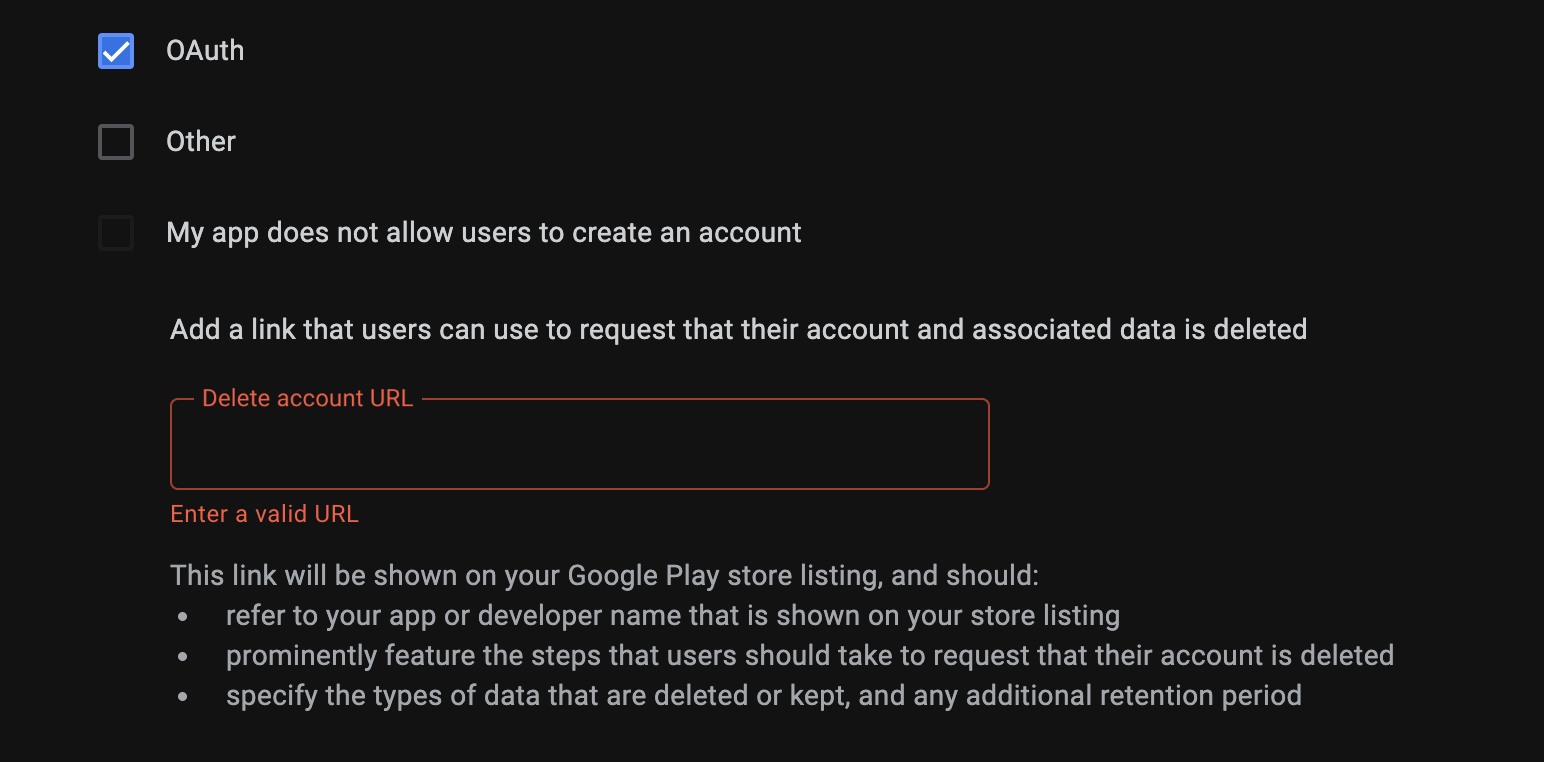 OAuth
Other
My app does not allow users to create an account
Add a link that users can use to request that their account and associated data is deleted
Delete account URL
Enter a valid URL
This link will be shown on your Google Play store listing, and should:
• refer to your app or developer name that is shown on your store listing
• prominently feature the steps that users should take to request that their account is deleted
• specify the types of data that are deleted or kept, and any additional retention period